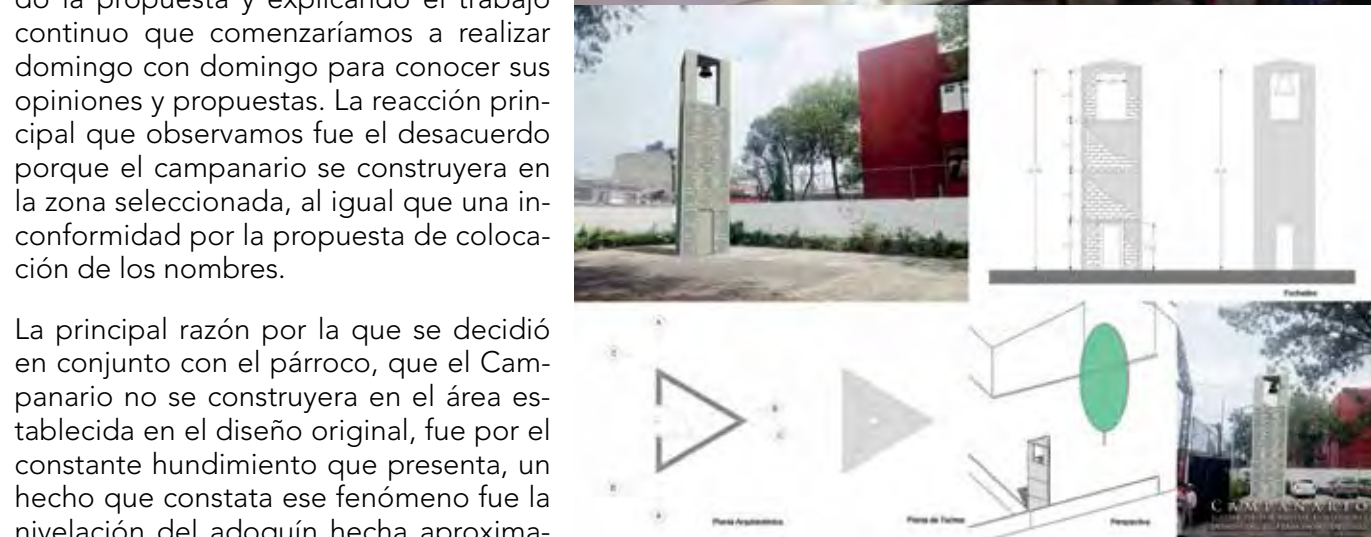 do la propuesta y explicando el trabajo
continuo que comenzaríamos a realizar
domingo con domingo para conocer sus
opiniones y propuestas. La reacción prin-
cipal que observamos fue el desacuerdo
porque el campanario se construyera en
la zona seleccionada, al igual que una in-
conformidad por la propuesta de coloca-
ción de los nombres.
La principal razón por la que se decidió
en conjunto con el párroco, que el Cam-
panario no se construyera en el área es-
tablecida en el diseño original, fue por el
constante hundimiento que presenta, un
hecho que constata ese fenómeno fue la
nivelación del adoquín hecha aproxima-
Fachadas
Planta Arquitectónica
Planta de Techos
Perspectiva
CAMPANARIO